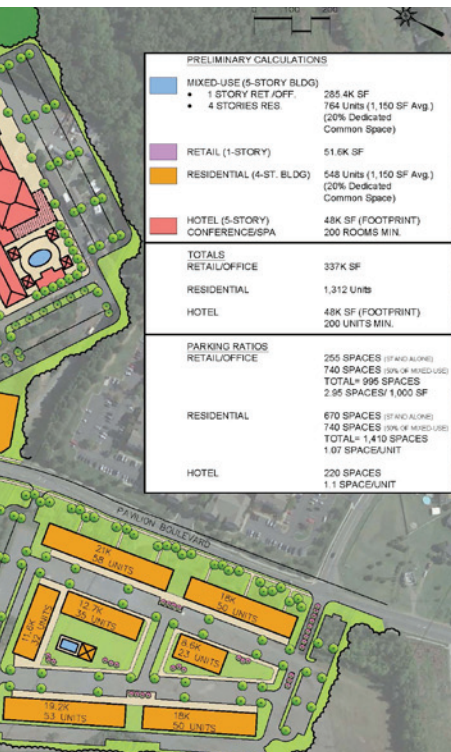 100 200
PRELIMINARY CALCULATIONS
MIXED-USE (5-STORY BLDG)
• 1 STORY RET./OFF. 285.4K SF
• 4 STORIES RES. 764 Units (1,150 SF Avg.)
(20% Dedicated
Common Space)
RETAIL (1-STORY) 51.6K SF
RESIDENTIAL (4-ST. BLDG) 548 Units (1,150 SF Avg.)
(20% Dedicated
Common Space)
HOTEL (5-STORY) 48K SF (FOOTPRINT)
CONFERENCE/SPA 200 ROOMS MIN.
TOTALS
RETAIL/OFFICE 337K SF
RESIDENTIAL 1,312 Units
HOTEL 48K SF (FOOTPRINT)
200 UNITS MIN.
PARKING RATIOS
RETAIL/OFFICE 255 SPACES (STAND ALONE)
740 SPACES (50% OF MIXED-USE)
TOTAL= 995 SPACES
2.95 SPACES/ 1,000 SF
RESIDENTIAL 670 SPACES (STAND ALONE)
740 SPACES (50% OF MIXED-USE)
TOTAL= 1,410 SPACES
1.07 SPACE/UNIT
HOTEL 220 SPACES
1.1 SPACE/UNIT
PAVILION BOULEVARD
21K
58 UNITS
18K
50 UNITS
11.6K
32 UNITS
12.7K
35 UNITS
8.6K
23 UNITS
19.2K
53 UNITS
18K
50 UNITS